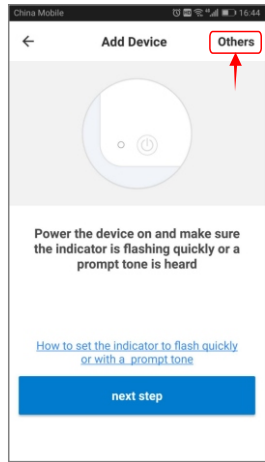 China Mobile 16:44
Add Device Others
Power the device on and make sure
the indicator is flashing quickly or a
prompt tone is heard
How to set the indicator to flash quickly
or with a prompt tone
next step